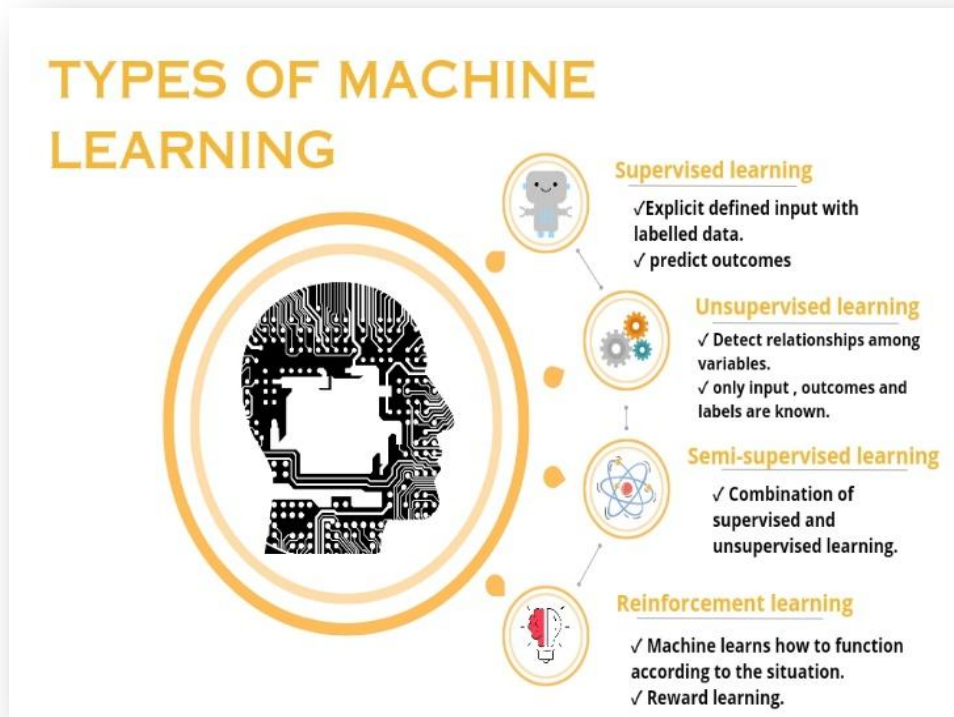 TYPES OF MACHINE
LEARNING
Supervised learning
✓Explicit defined input with
labelled data.
✓ predict outcomes
Unsupervised learning
✓ Detect relationships among
variables.
✓ only input , outcomes and
labels are known.
Semi-supervised learning
✓ Combination of
supervised and
unsupervised learning.
Reinforcement learning
✓ Machine learns how to function
according to the situation.
✓ Reward learning.